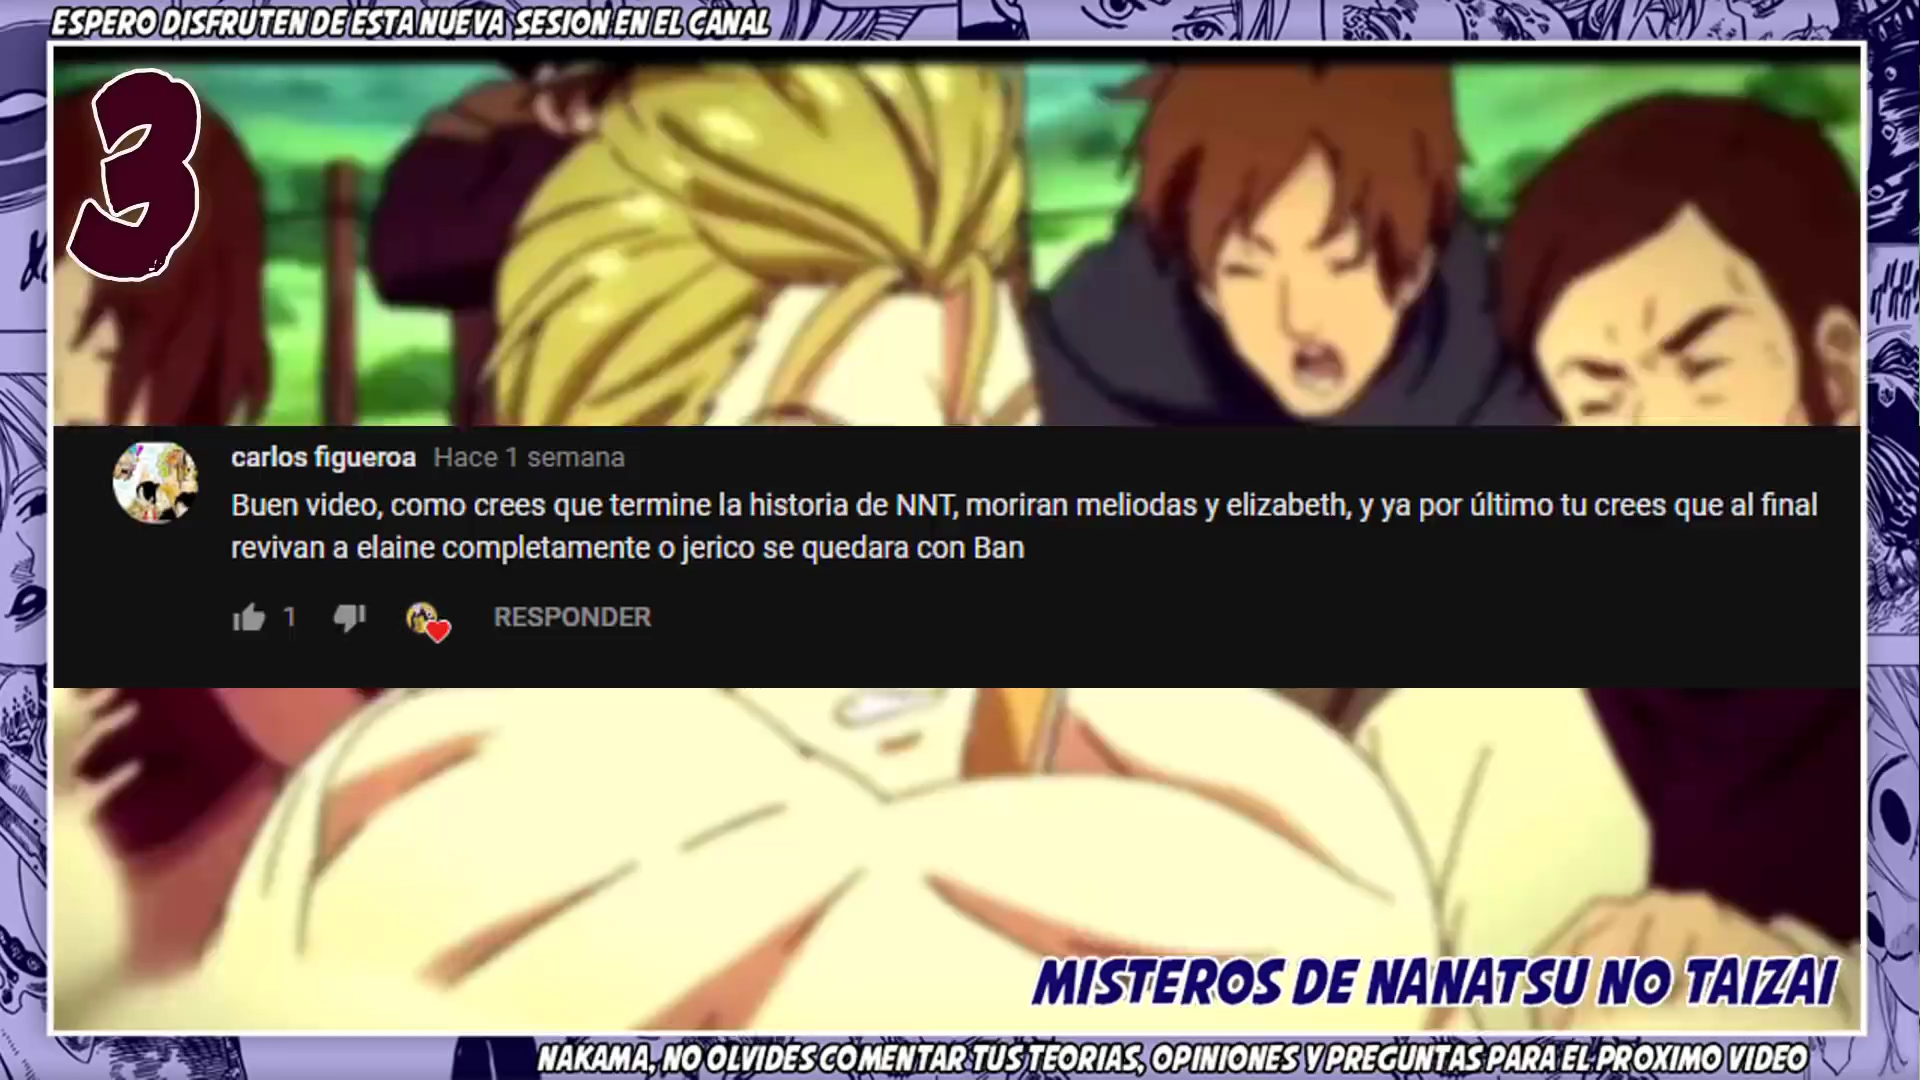 ESPERO DISFRUTEN DE ESTA NUEVA SESION EN EL CANAL
3
carlos figueroa Hace 1 semana
Buen video, como crees que termine la historia de NNT, moriran meliodas y elizabeth, y ya por último tu crees que al final
revivan a elaine completamente o jerico se quedara con Ban
1 RESPONDER
MISTEROS DE NANATSU NO TAIZAI
NAKAMA, NO OLVIDES COMENTAR TUS TEORIAS, OPINIONES Y PREGUNTAS PARA EL PROXIMO VIDEO